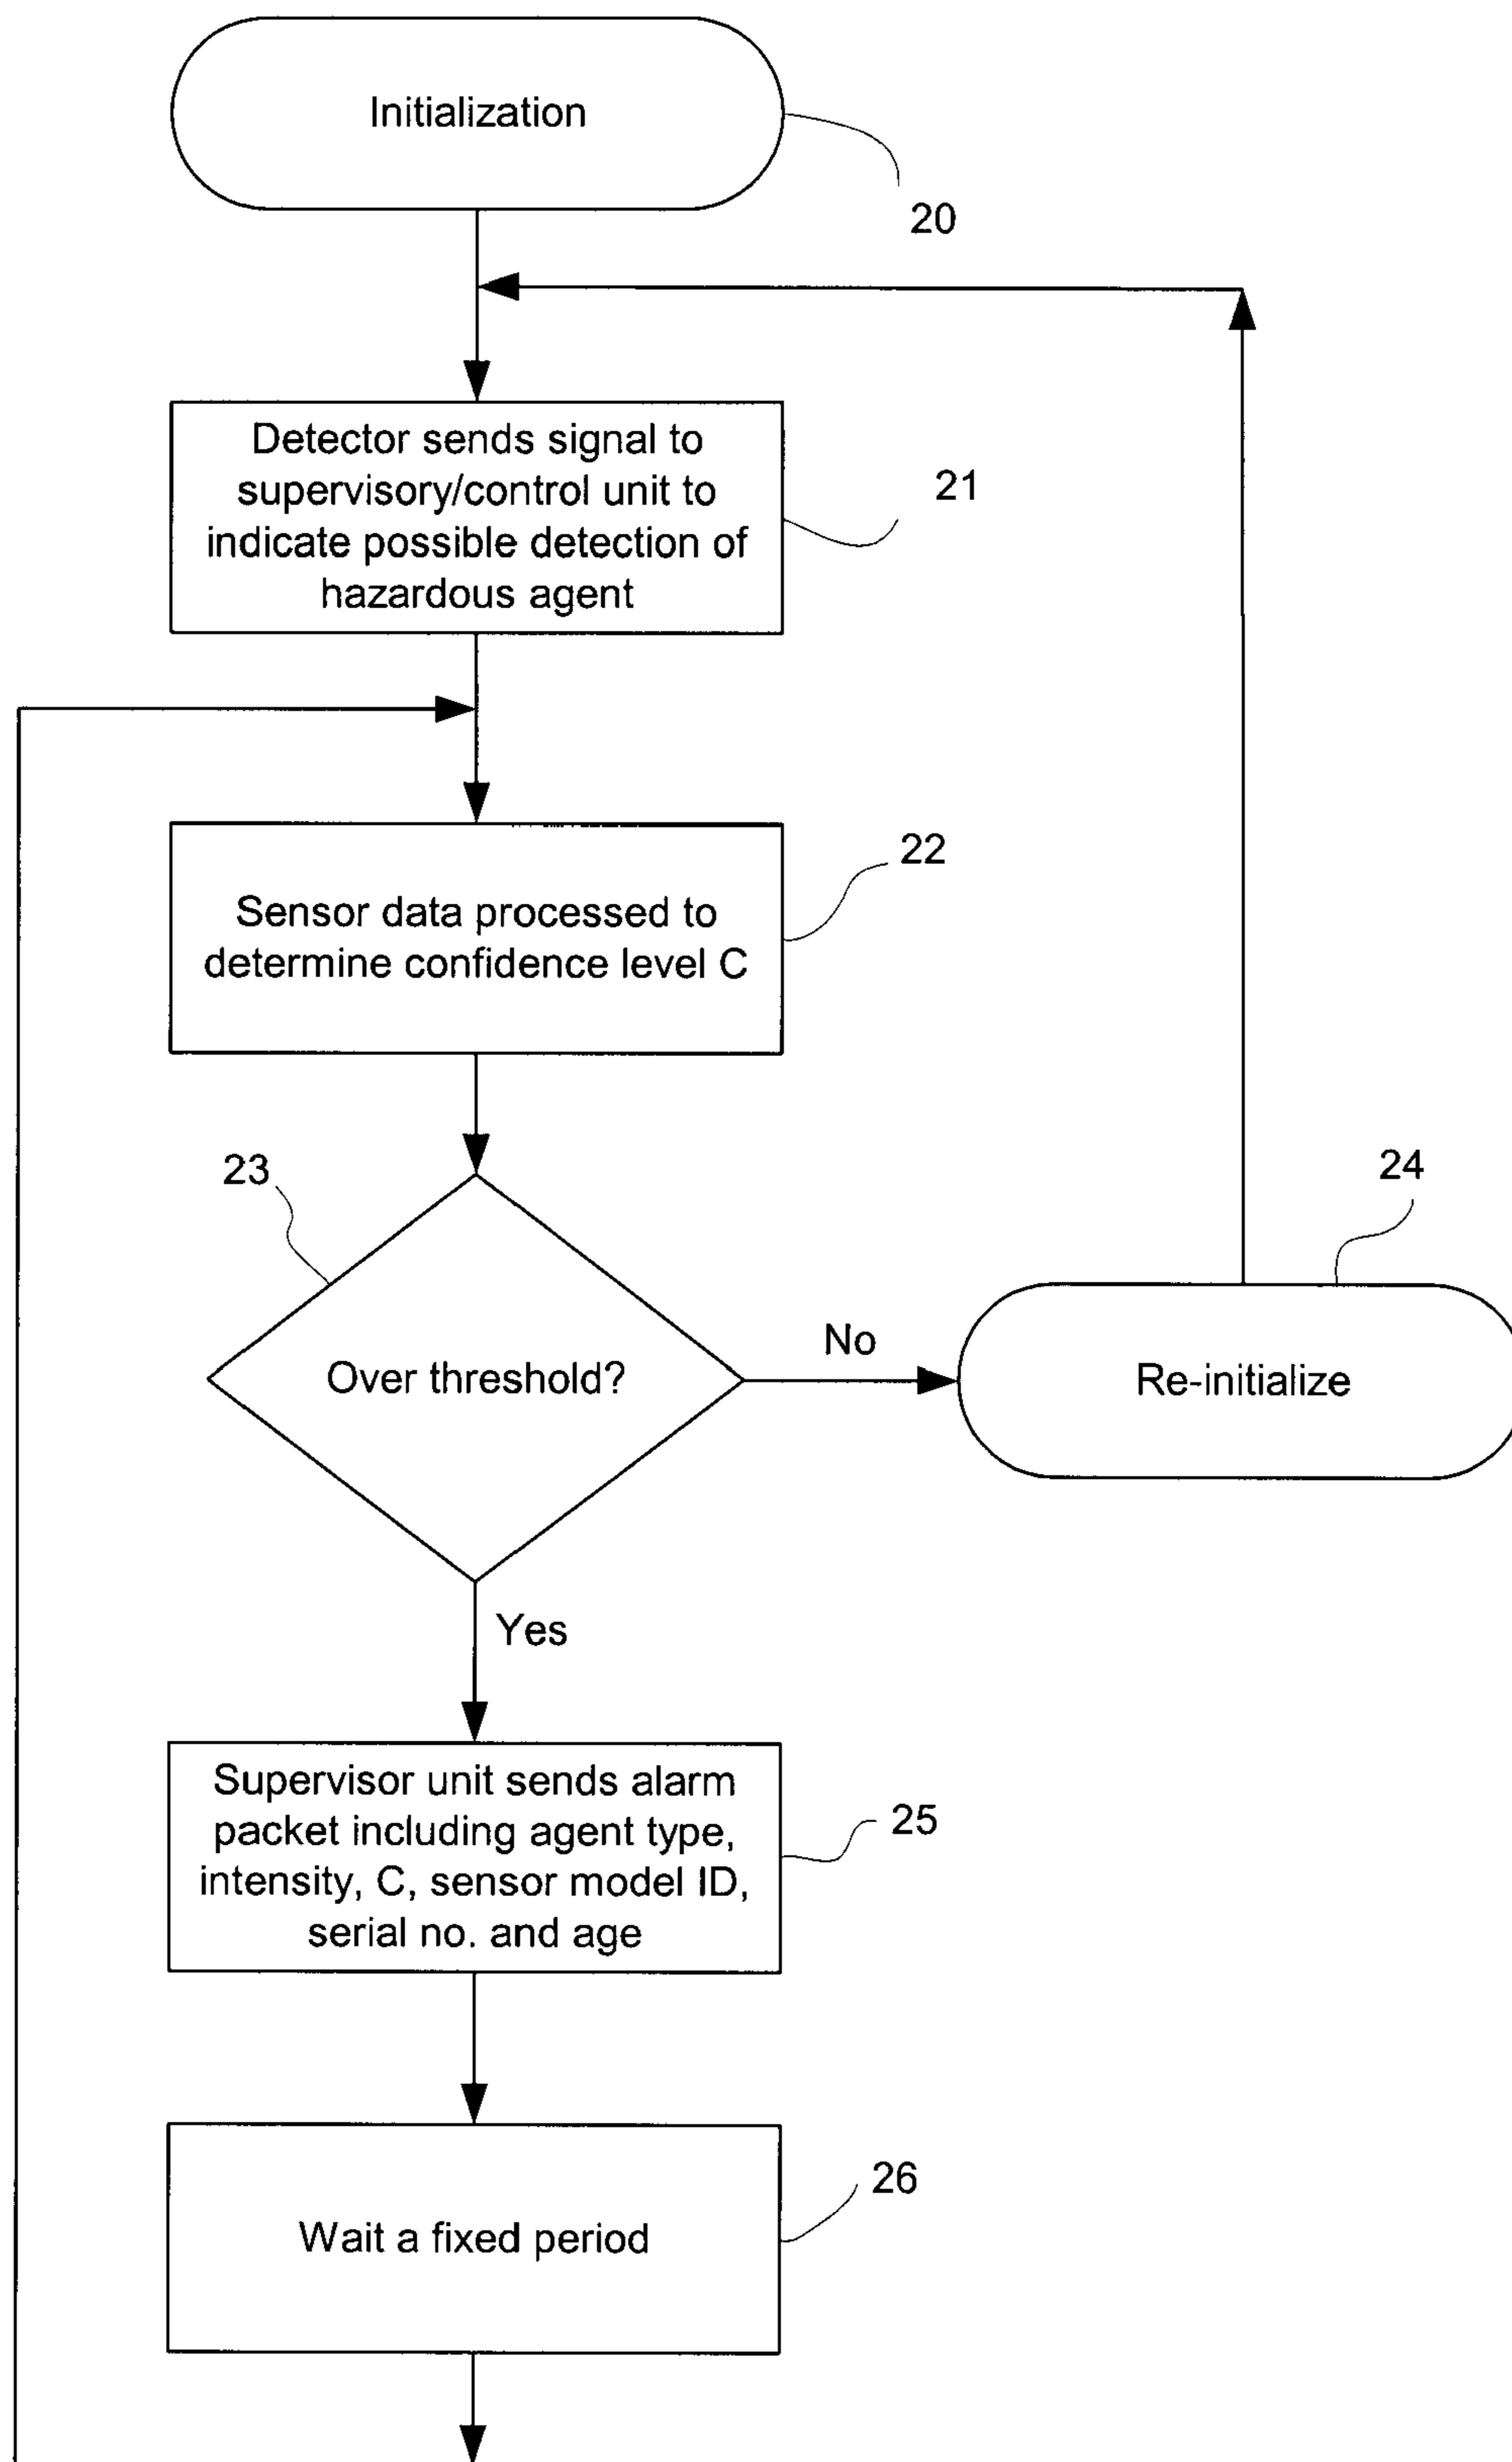 Initialization
20
Detector sends signal to
supervisory/control unit to
indicate possible detection of
hazardous agent
21
22
Sensor data processed to
determine confidence level C
23
24
No
Over threshold?
Re-initialize
Yes
Supervisor unit sends alarm
packet including agent type,
intensity, C, sensor model ID,
serial no. and age
25
26
Wait a fixed period